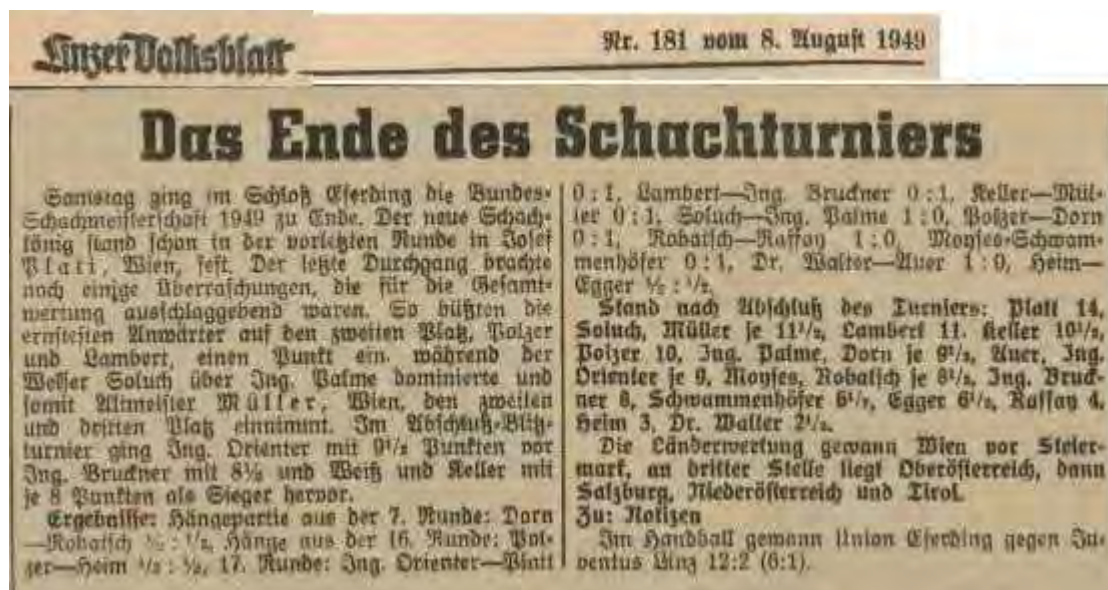 Linzer Volksblatt
Nr. 181 vom 8. August 1949
Das Ende des Schachturniers
Samstag ging im Schloß Eferding die Bundes-
Schachmeisterschaft 1949 zu Ende. Der neue Schach-
könig stand schon in der vorletzten Runde in Josef
Platt, Wien, fest. Der letzte Durchgang brachte
noch einige Überraschungen, die für die Gesamt-
wertung ausschlaggebend waren. So büßten die
ernstesten Anwärter auf den zweiten Platz, Polzer
und Lambert, einen Punkt ein, während der
Welser Soluch über Ing. Palme dominierte und
somit Altmeister Müller, Wien, den zweiten
und dritten Platz einnimmt. Im Abschluß-Blitz-
turnier ging Ing. Orienter mit 9½ Punkten vor
Ing. Bruckner mit 8½ und Weiß und Keller mit
je 8 Punkten als Sieger hervor.
Ergebnisse: Hängepartie aus der 7. Runde: Dorn
—Robatsch ½ : ½, Hänge aus der 16. Runde: Pol-
zer—Heim ½ : ½, 17. Runde: Ing. Orienter—Platt
0 : 1, Lambert—Ing. Bruckner 0 : 1, Keller—Mül-
ler 0 : 1, Soluch—Ing. Palme 1 : 0, Polzer—Dorn
0 : 1, Robatsch—Raffay 1 : 0, Moyses-Schwam-
menhöfer 0 : 1, Dr. Walter—Auer 1 : 0, Heim—
Egger ½ : ½.
Stand nach Abschluß des Turniers: Platt 14,
Soluch, Müller je 11½, Lambert 11, Keller 10½,
Polzer 10, Ing. Palme, Dorn je 9½, Auer, Ing.
Orienter je 9, Moyses, Robatsch je 8½, Ing. Bruck-
ner 8, Schwammenhöfer 6½, Egger 6½, Raffay 4,
Heim 3, Dr. Walter 2½.
Die Länderwertung gewann Wien vor Steier-
mark, an dritter Stelle liegt Oberösterreich, dann
Salzburg, Niederösterreich und Tirol.
Zu: Notizen
Im Handball gewann Union Eferding gegen Ju-
ventus Linz 12:2 (6:1).